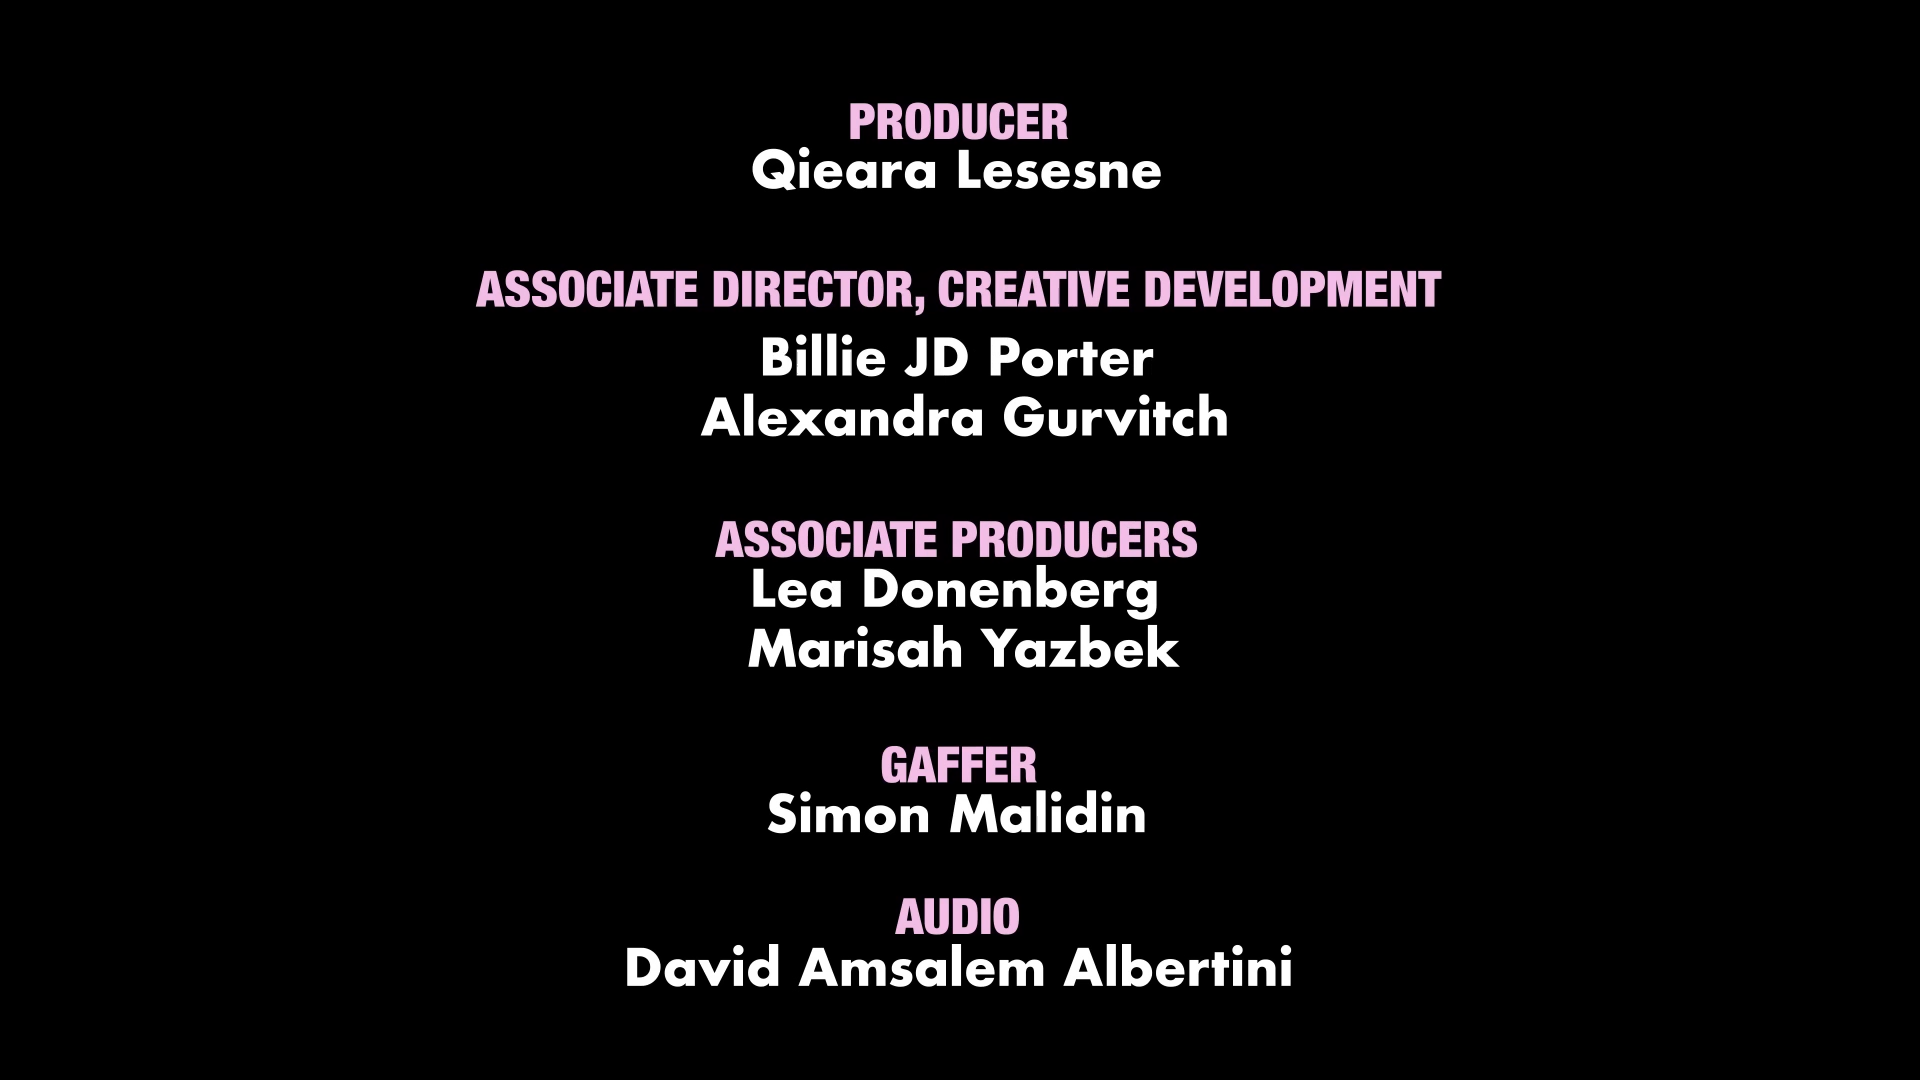 PRODUCER
Qieara Lesesne
ASSOCIATE DIRECTOR, CREATIVE DEVELOPMENT
Billie JD Porter
Alexandra Gurvitch
ASSOCIATE PRODUCERS
Lea Donenberg
Marisah Yazbek
GAFFER
Simon Malidin
AUDIO
David Amsalem Albertini